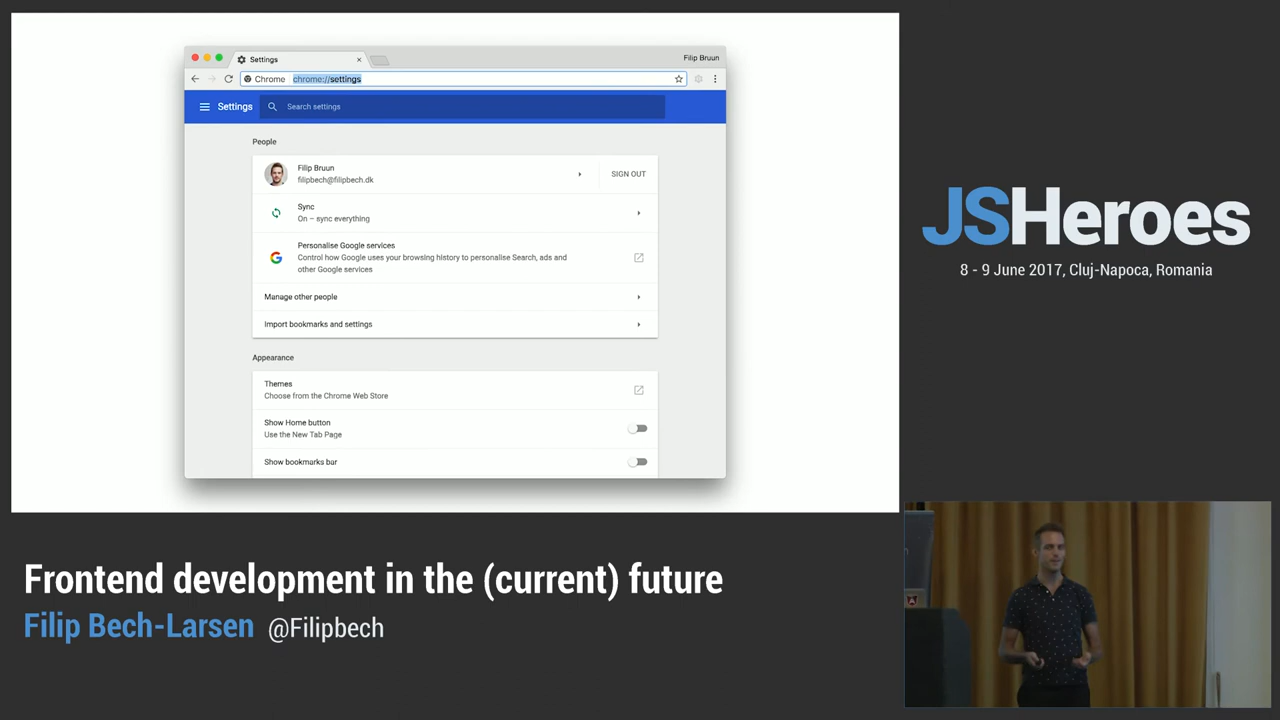 Settings
Filip Bruun
Chrome chrome://settings
Settings Search settings
People
Filip Bruun
filipbech@filipbech.dk
SIGN OUT
Sync
On – sync everything
Personalise Google services
Control how Google uses your browsing history to personalise Search, ads and
other Google services
Manage other people
Import bookmarks and settings
Appearance
Themes
Choose from the Chrome Web Store
Show Home button
Use the New Tab Page
Show bookmarks bar
JSHeroes
8 - 9 June 2017, Cluj-Napoca, Romania
Frontend development in the (current) future
Filip Bech-Larsen @Filipbech